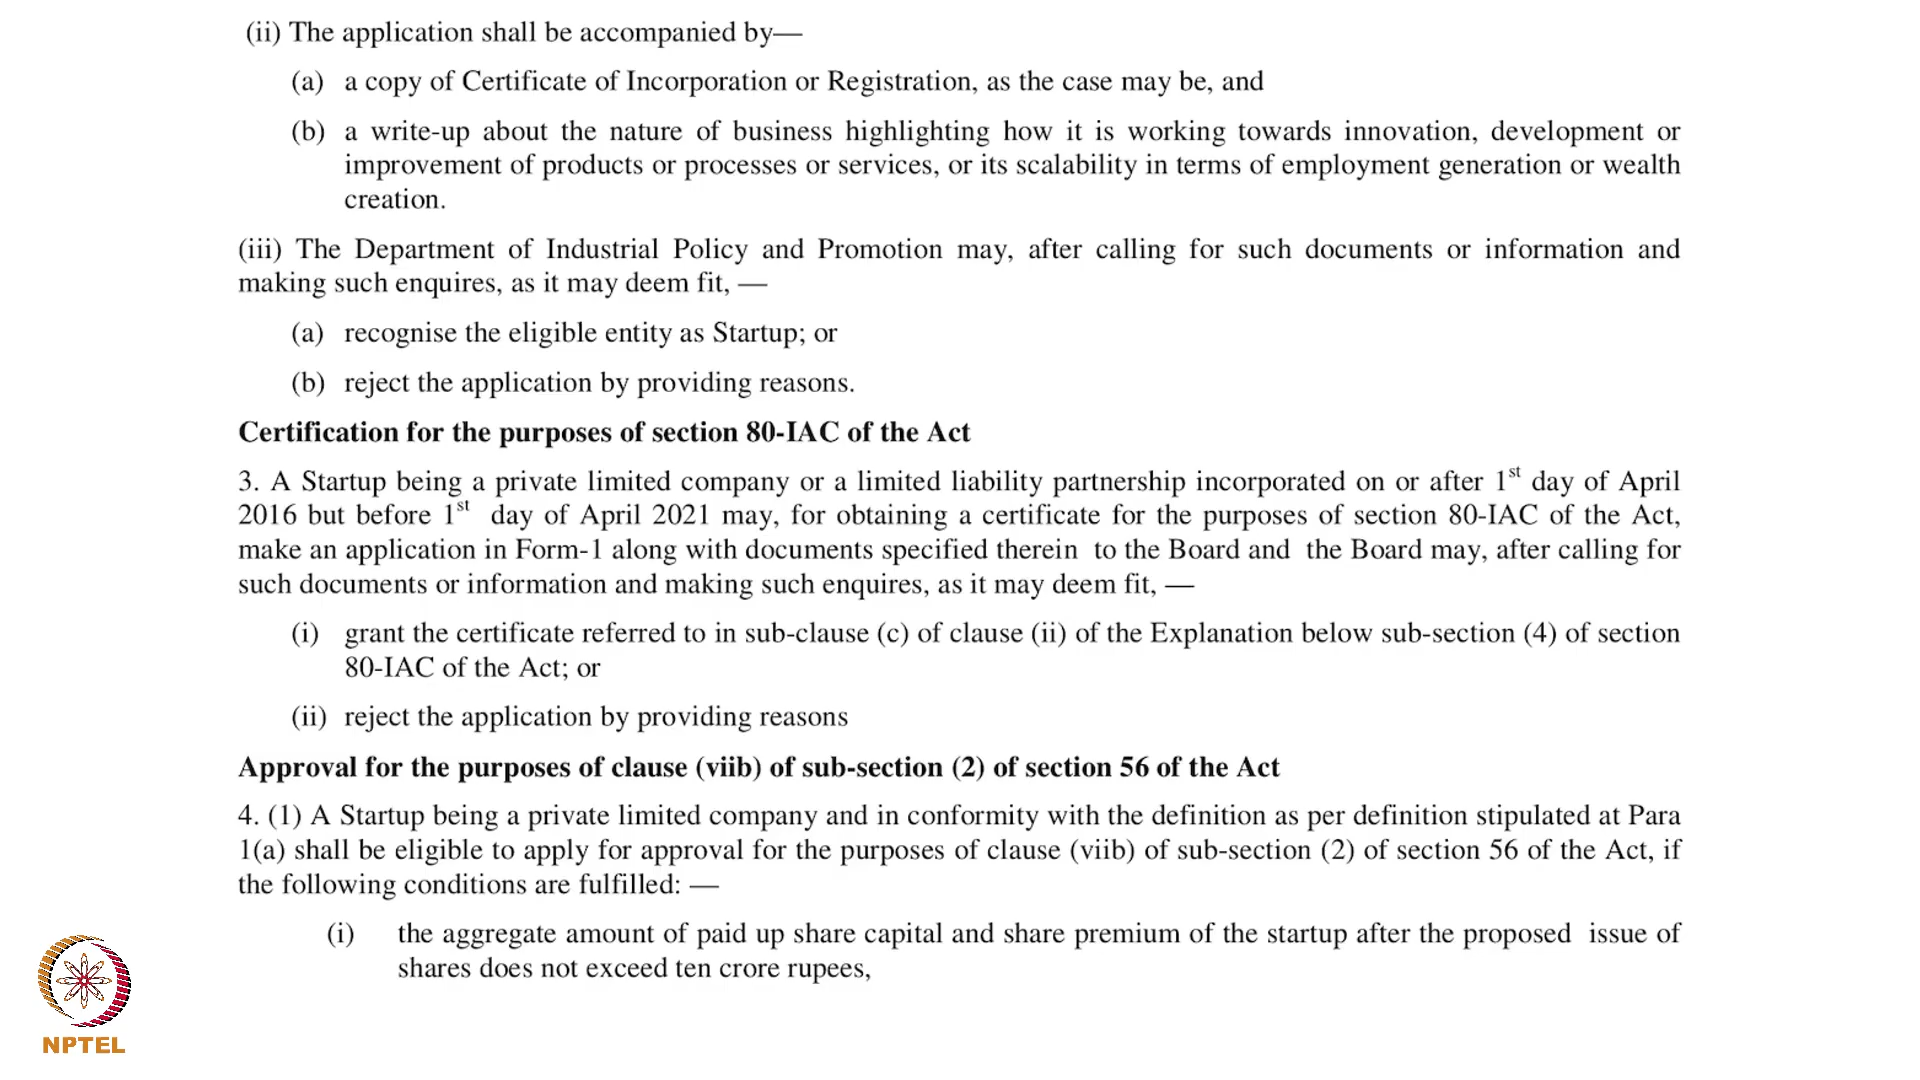 (ii) The application shall be accompanied by—
(a) a copy of Certificate of Incorporation or Registration, as the case may be, and
(b) a write-up about the nature of business highlighting how it is working towards innovation, development or
improvement of products or processes or services, or its scalability in terms of employment generation or wealth
creation.
(iii) The Department of Industrial Policy and Promotion may, after calling for such documents or information and
making such enquires, as it may deem fit, —
(a) recognise the eligible entity as Startup; or
(b) reject the application by providing reasons.
Certification for the purposes of section 80-IAC of the Act
3. A Startup being a private limited company or a limited liability partnership incorporated on or after 1st day of April
2016 but before 1st day of April 2021 may, for obtaining a certificate for the purposes of section 80-IAC of the Act,
make an application in Form-1 along with documents specified therein to the Board and the Board may, after calling for
such documents or information and making such enquires, as it may deem fit, —
(i) grant the certificate referred to in sub-clause (c) of clause (ii) of the Explanation below sub-section (4) of section
80-IAC of the Act; or
(ii) reject the application by providing reasons
Approval for the purposes of clause (viib) of sub-section (2) of section 56 of the Act
4. (1) A Startup being a private limited company and in conformity with the definition as per definition stipulated at Para
1(a) shall be eligible to apply for approval for the purposes of clause (viib) of sub-section (2) of section 56 of the Act, if
the following conditions are fulfilled: —
(i) the aggregate amount of paid up share capital and share premium of the startup after the proposed issue of
shares does not exceed ten crore rupees,
NPTEL